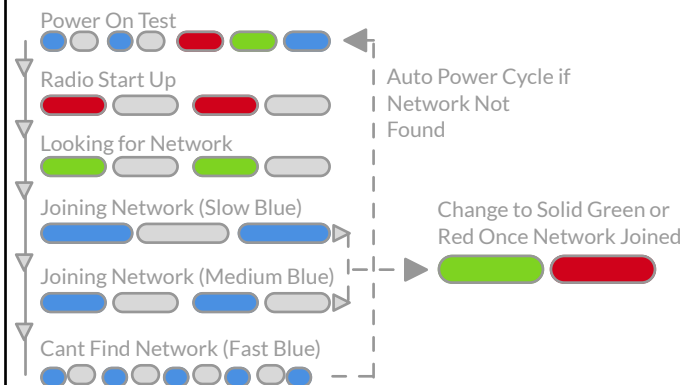 Power On Test
Radio Start Up
Looking for Network
Joining Network (Slow Blue)
Joining Network (Medium Blue)
Cant Find Network (Fast Blue)
Auto Power Cycle if
Network Not
Found
Change to Solid Green or
Red Once Network Joined